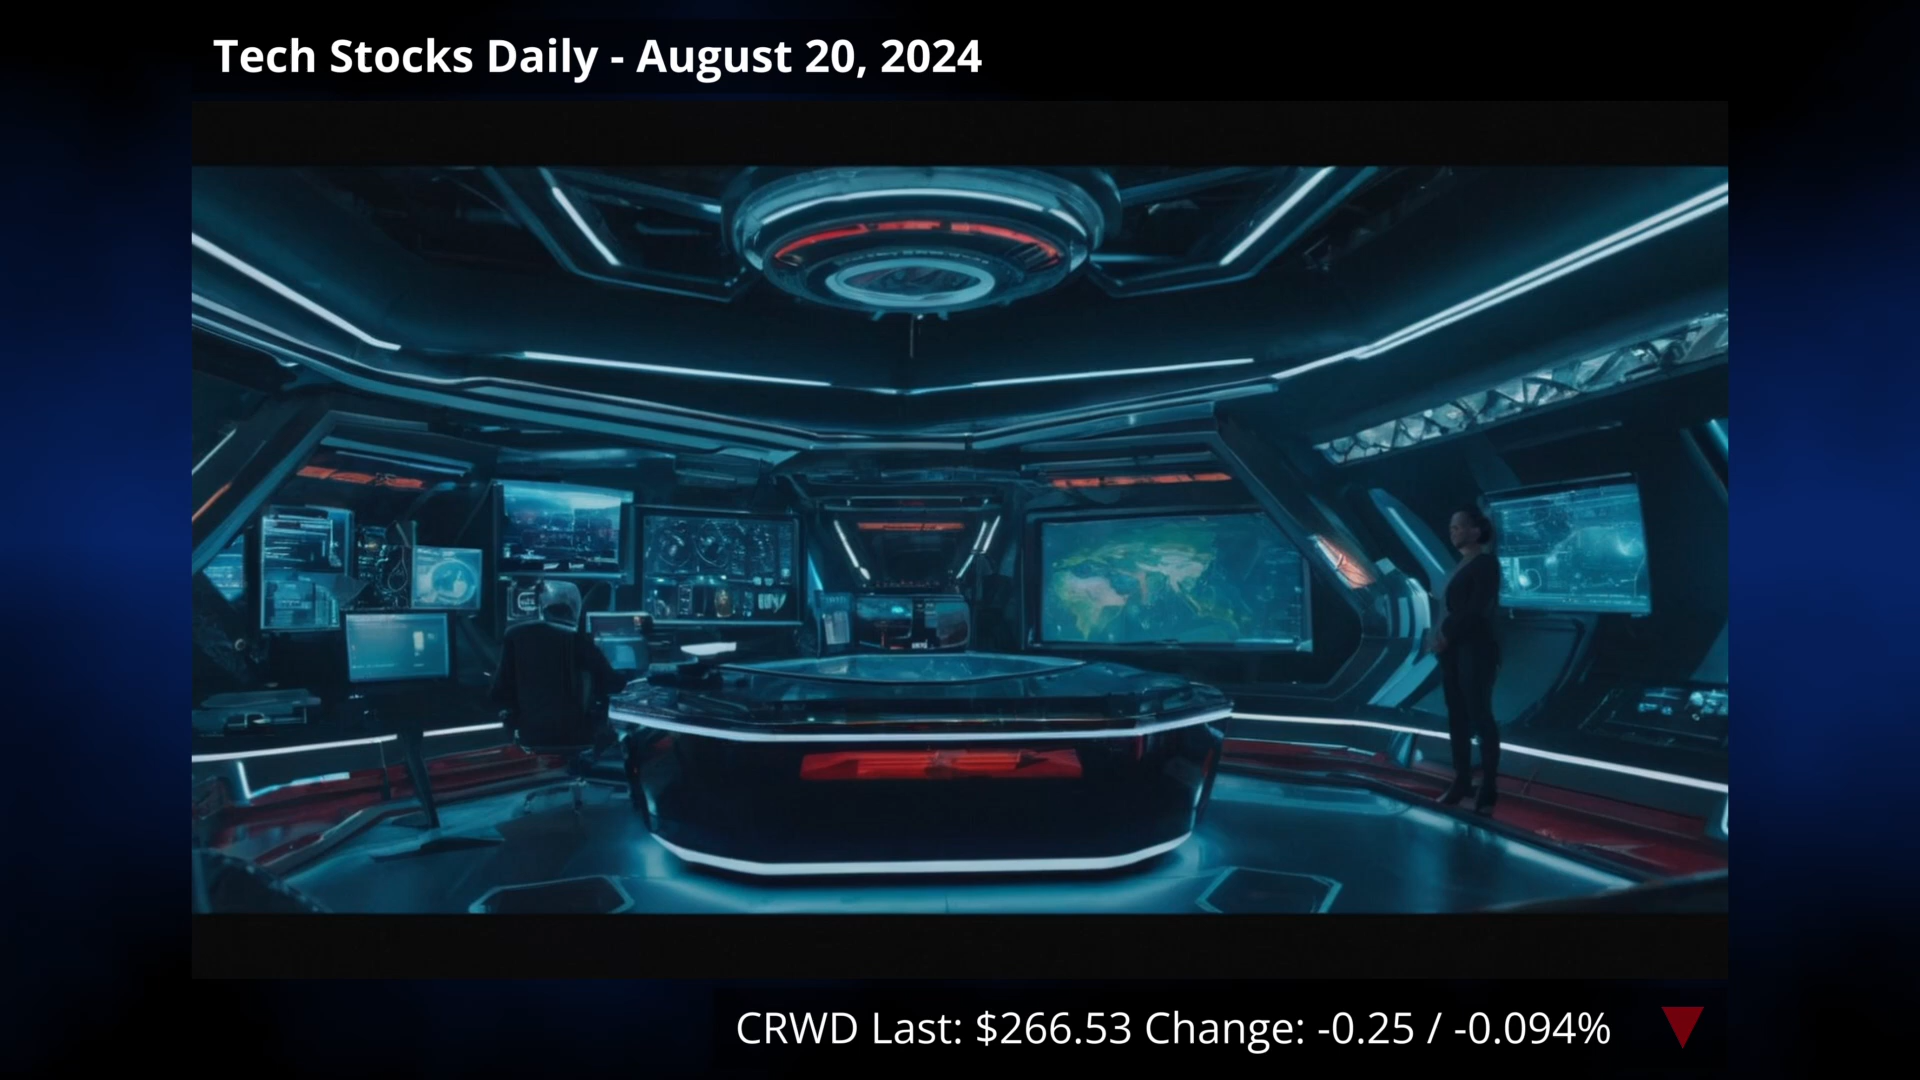 Tech Stocks Daily - August 20, 2024
CRWD Last: $266.53 Change: -0.25 / -0.094%